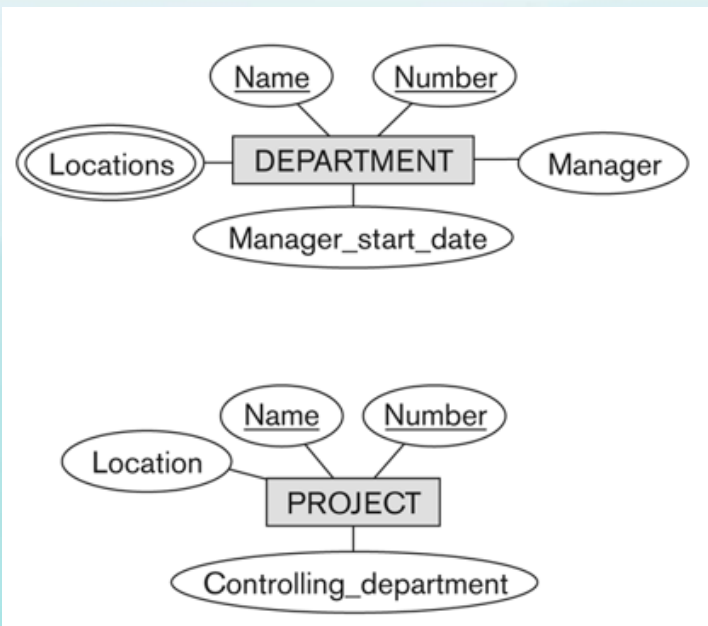 Name
Number
Locations
DEPARTMENT
Manager
Manager_start_date
Name
Number
Location
PROJECT
Controlling_department